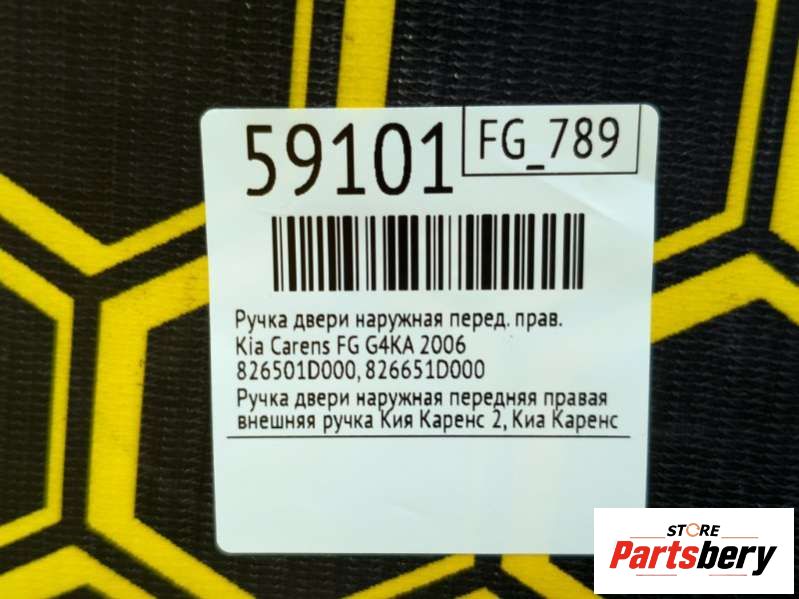 59101
FG_789
Ручка двери наружная перед. прав.
Kia Carens FG G4KA 2006
826501D000, 826651D000
Ручка двери наружная передняя правая
внешняя ручка Кия Каренс 2, Киа Каренс
STORE
Partsbery